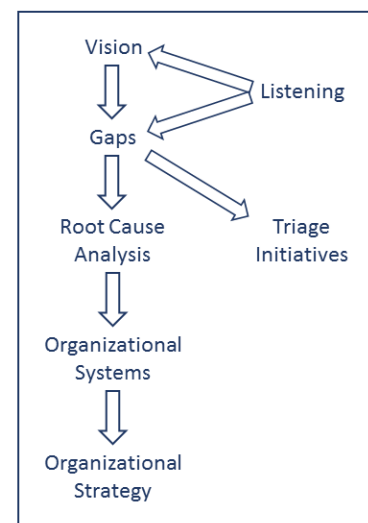 Vision
Listening
Gaps
Root Cause
Analysis
Triage
Initiatives
Organizational
Systems
Organizational
Strategy